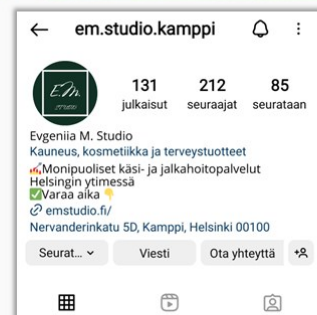 em.studio.kamppi
E.M.
STUDIO
131 212 85
julkaisut seuraajat seurataan
Evgeniia M. Studio
Kauneus, kosmetiikka ja terveystuotteet
💅Monipuoliset käsi- ja jalkahoitopalvelut
Helsingin ytimessä
✅Varaa aika 👇
emstudio.fi/
Nervanderinkatu 5D, Kamppi, Helsinki 00100
Seurat... Viesti Ota yhteyttä